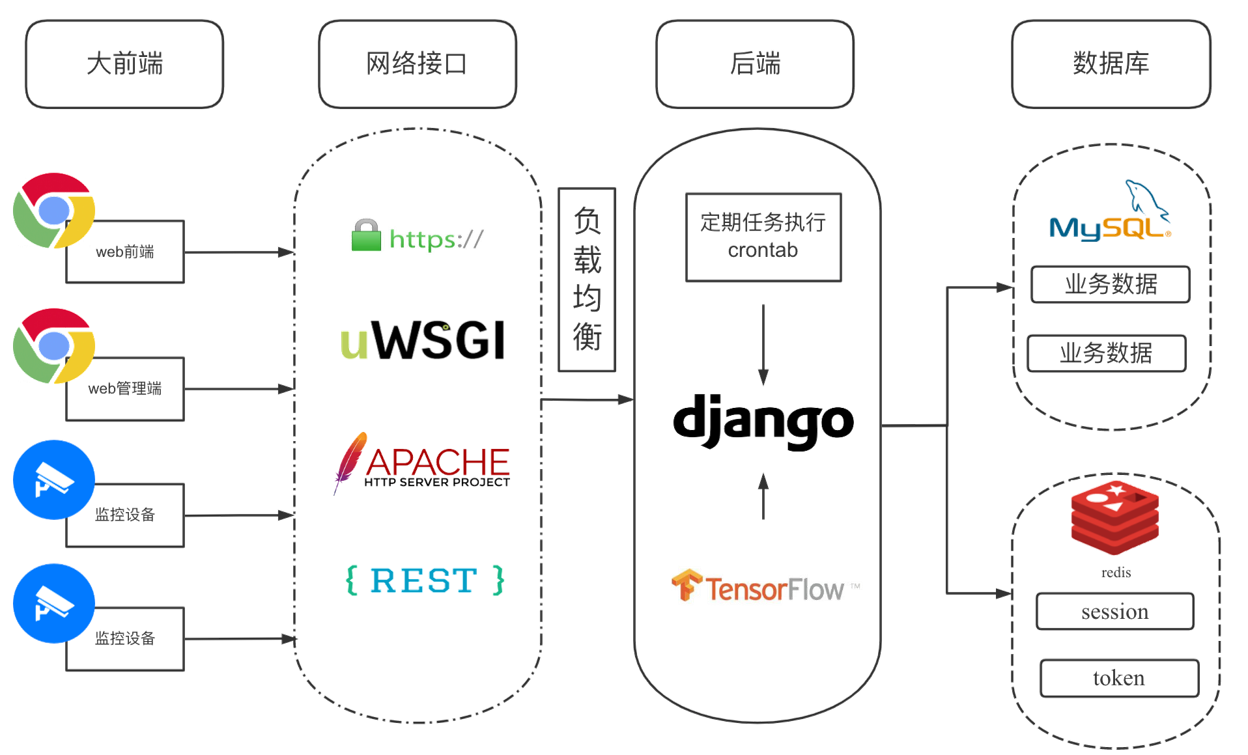 大前端
网络接口
后端
数据库
web前端
web管理端
监控设备
监控设备
https://
uWSGI
APACHE
HTTP SERVER PROJECT
{ REST }
负
载
均
衡
定期任务执行
crontab
django
TensorFlow ™
MySQL®
业务数据
业务数据
redis
session
token